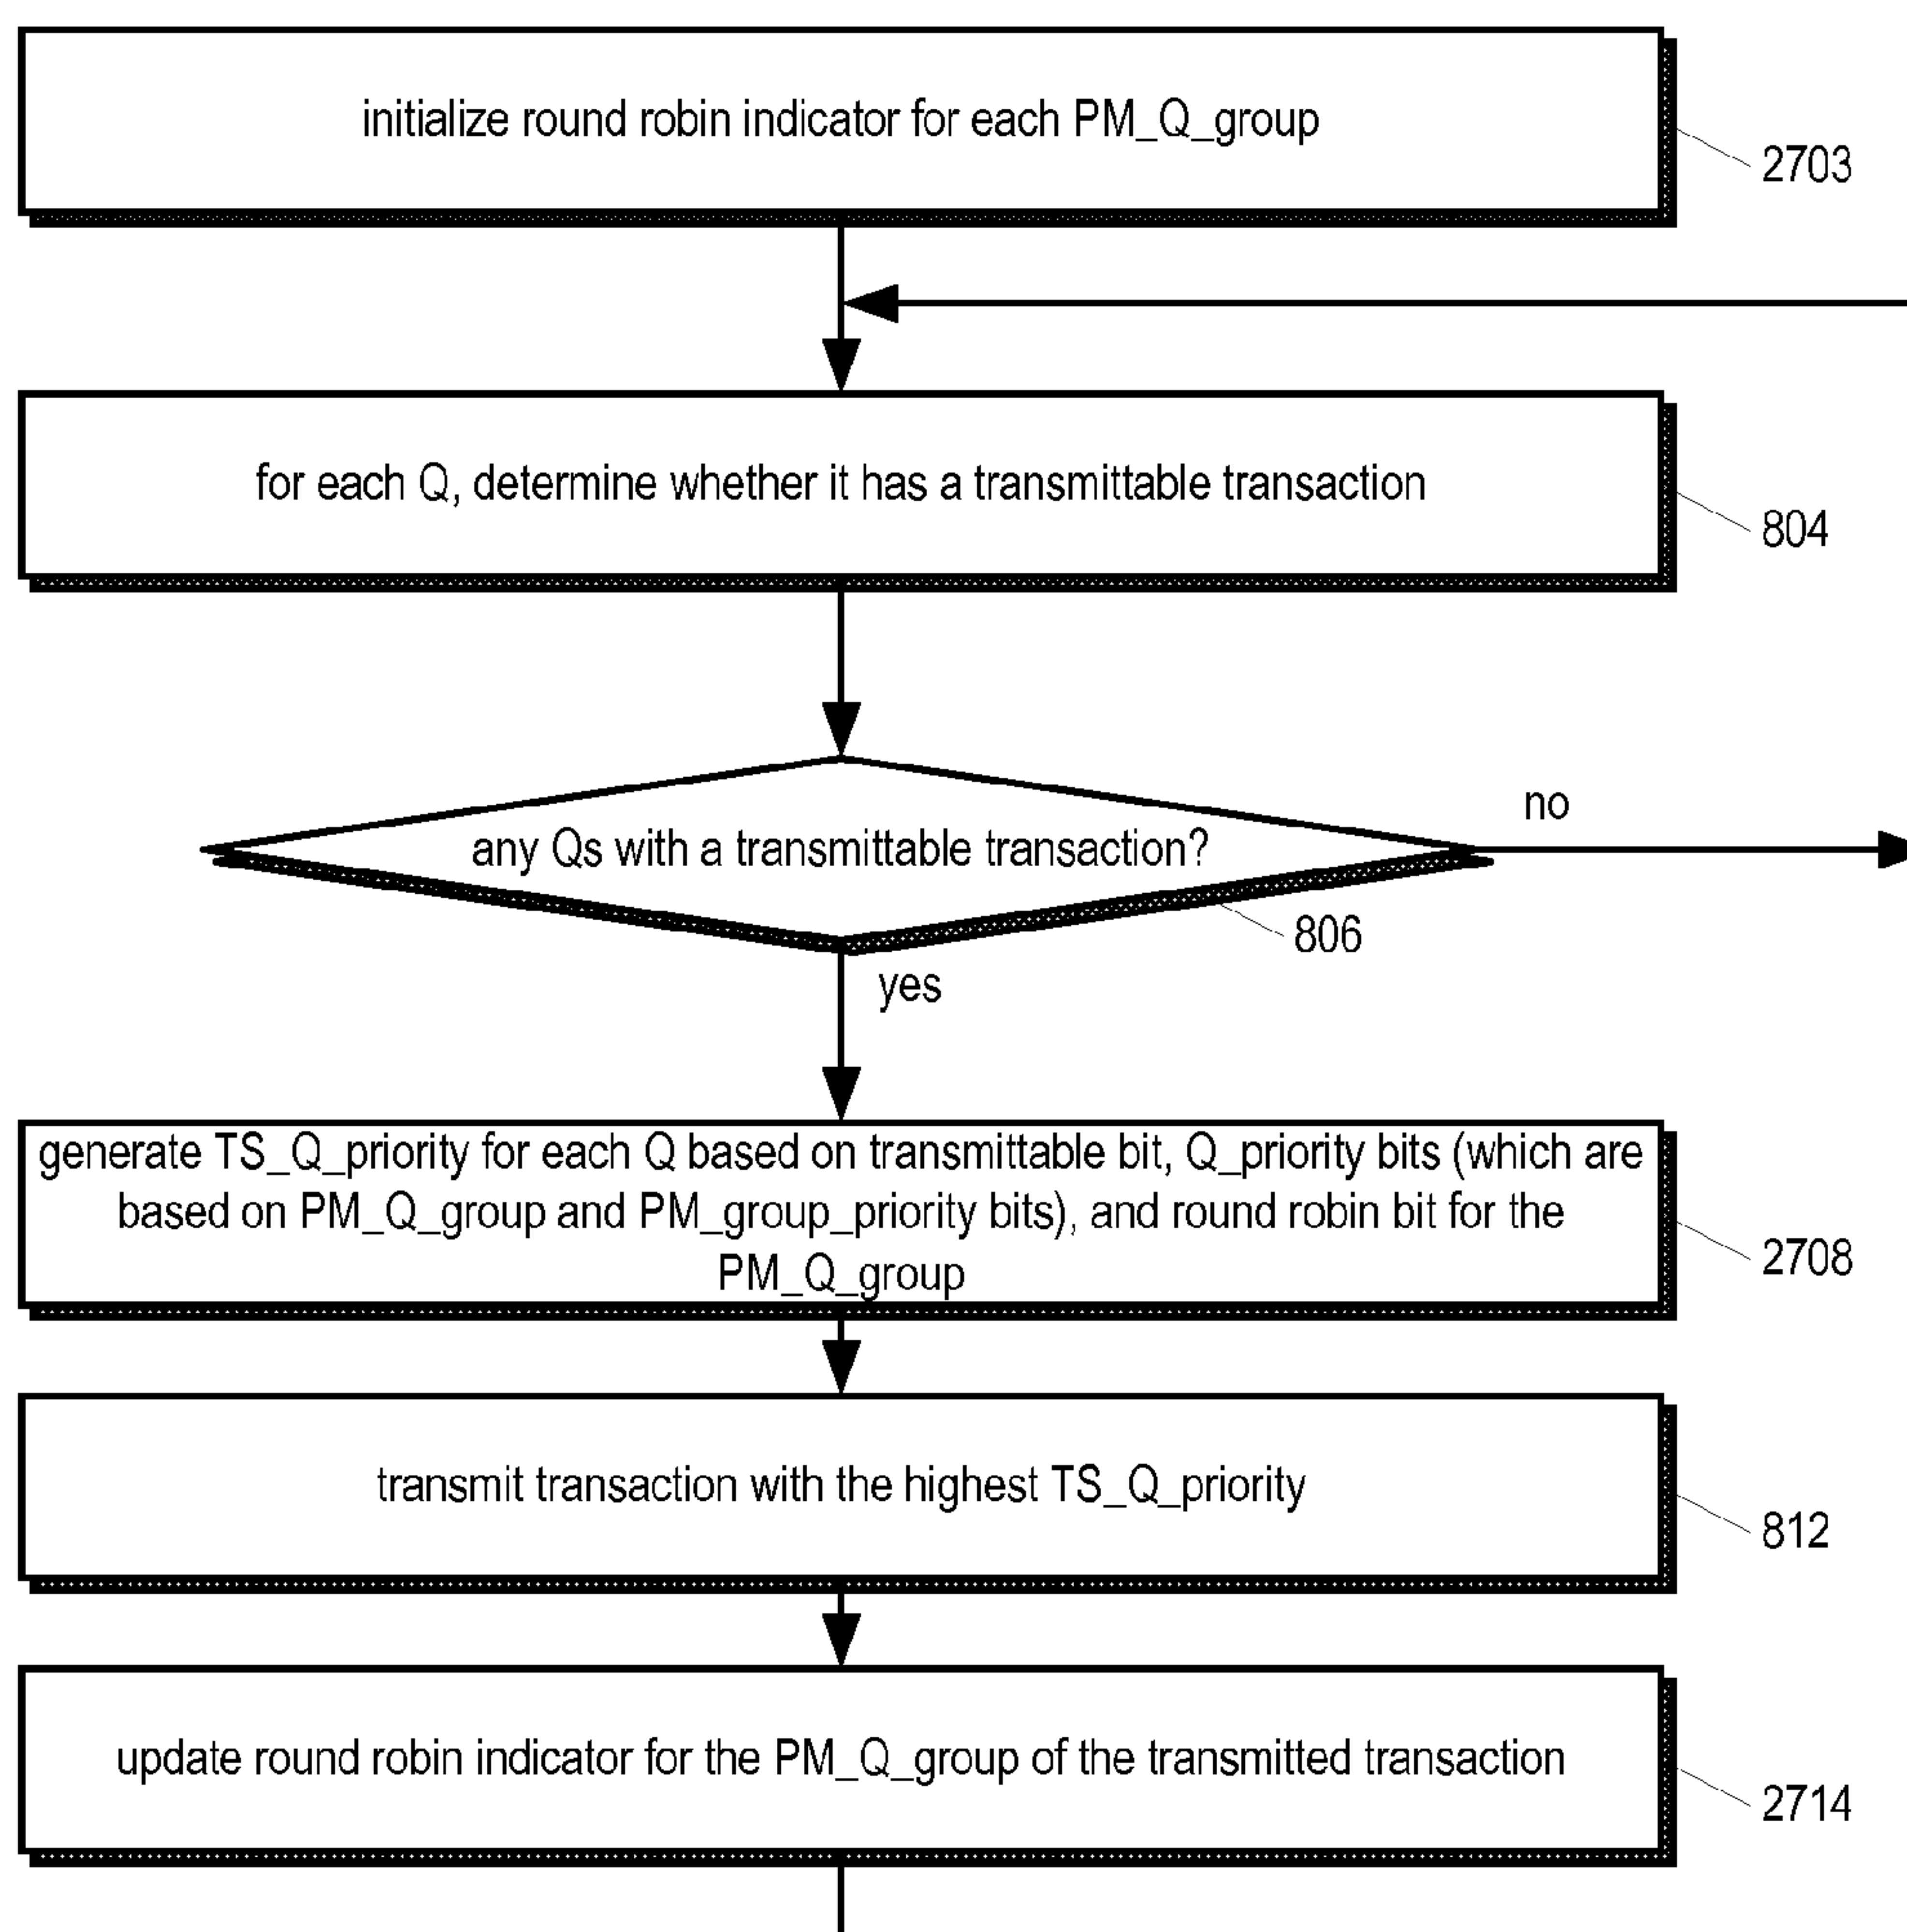 initialize round robin indicator for each PM_Q_group
2703
for each Q, determine whether it has a transmittable transaction
804
any Qs with a transmittable transaction?
no
806
yes
generate TS_Q_priority for each Q based on transmittable bit, Q_priority bits (which are
based on PM_Q_group and PM_group_priority bits), and round robin bit for the
PM_Q_group
2708
transmit transaction with the highest TS_Q_priority
812
update round robin indicator for the PM_Q_group of the transmitted transaction
2714